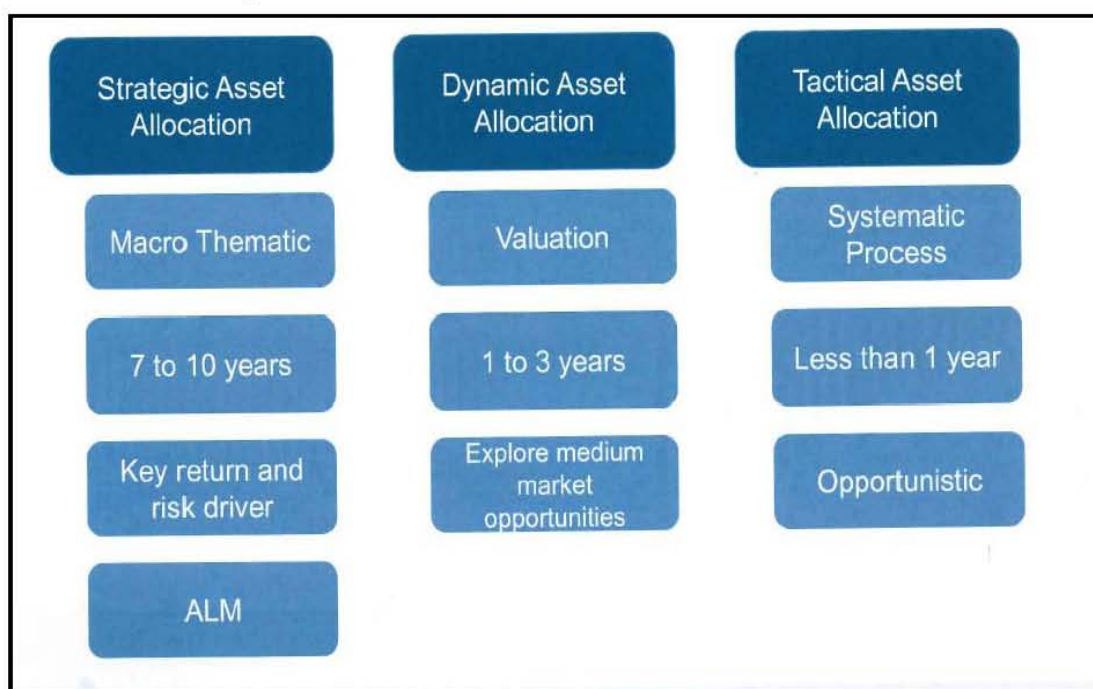 Strategic Asset
Allocation
Macro Thematic
7 to 10 years
Key return and
risk driver
ALM
Dynamic Asset
Allocation
Valuation
1 to 3 years
Explore medium
market
opportunities
Tactical Asset
Allocation
Systematic
Process
Less than 1 year
Opportunistic